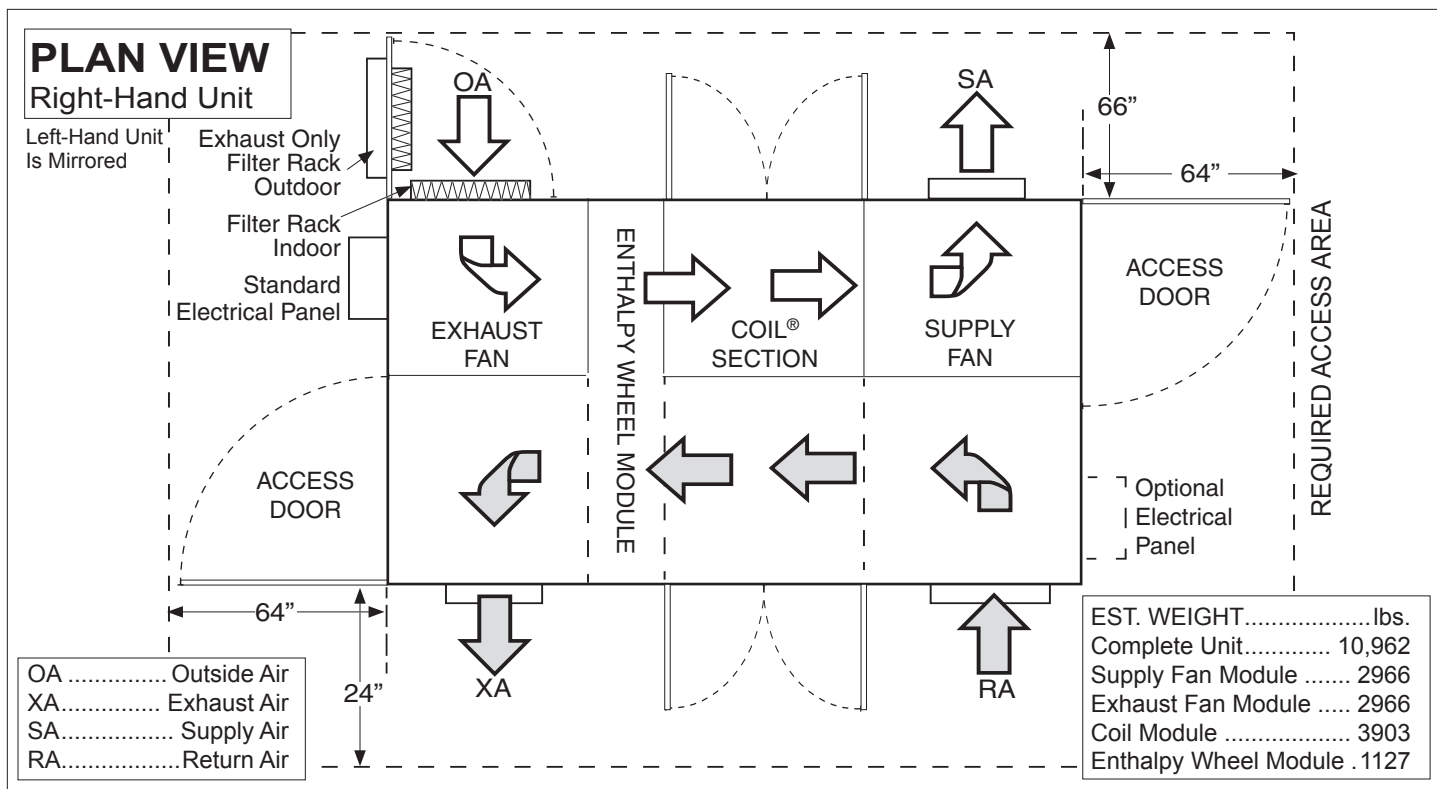 PLAN VIEW
Right-Hand Unit
Left-Hand Unit
Is Mirrored
Exhaust Only
Filter Rack
Outdoor
Filter Rack
Indoor
Standard
Electrical Panel
OA
SA
66”
64”
EXHAUST
FAN
ENTHALPY WHEEL MODULE
COIL®
SECTION
SUPPLY
FAN
ACCESS
DOOR
REQUIRED ACCESS AREA
ACCESS
DOOR
Optional
Electrical
Panel
64”
24”
XA
RA
OA ............... Outside Air
XA............... Exhaust Air
SA................. Supply Air
RA..................Return Air
EST. WEIGHT...................lbs.
Complete Unit............. 10,962
Supply Fan Module ....... 2966
Exhaust Fan Module ..... 2966
Coil Module .................... 3903
Enthalpy Wheel Module .1127